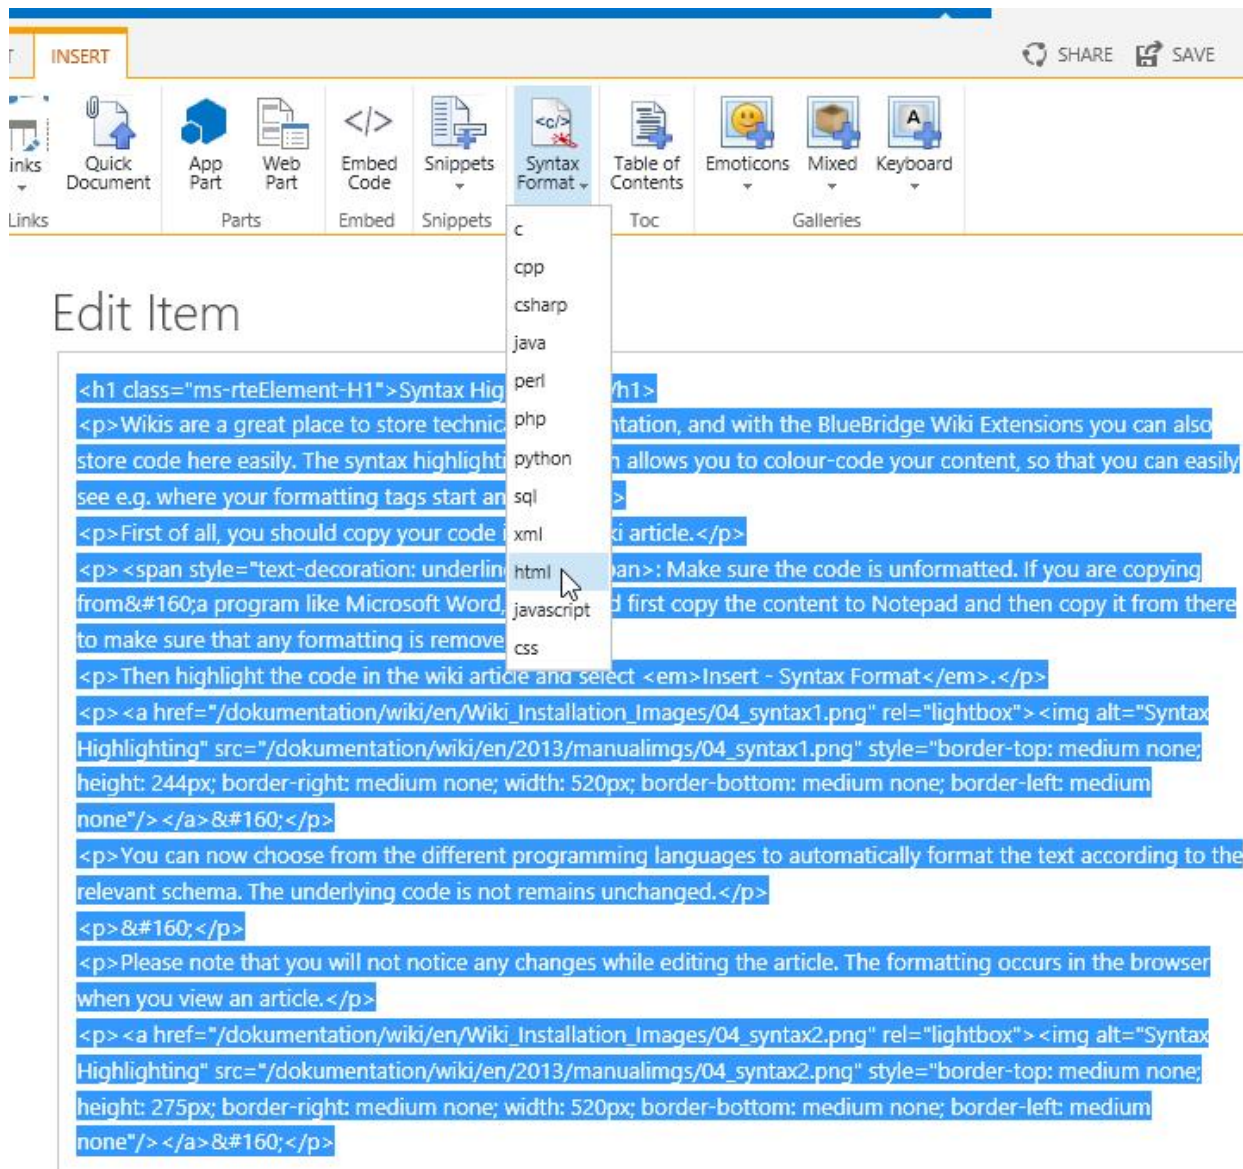 INSERT
SHARE SAVE
Quick Document
App Part
Web Part
Embed Code
Snippets
<c/>
Syntax Format
Table of Contents
Emoticons
Mixed
A
Keyboard
Links
Parts
Embed
Snippets
Toc
Galleries
c
cpp
csharp
java
perl
php
python
sql
xml
html
javascript
css
Edit Item
<h1 class="ms-rteElement-H1">Syntax Hig /h1>
<p>Wikis are a great place to store technic ntation, and with the BlueBridge Wiki Extensions you can also
store code here easily. The syntax highlighti n allows you to colour-code your content, so that you can easily
see e.g. where your formatting tags start an >
<p>First of all, you should copy your code i ki article.</p>
<p><span style="text-decoration: underlin an>: Make sure the code is unformatted. If you are copying
from&#160;a program like Microsoft Word, d first copy the content to Notepad and then copy it from there
to make sure that any formatting is remove
<p>Then highlight the code in the wiki article and select <em>Insert - Syntax Format</em>.</p>
<p><a href="/dokumentation/wiki/en/Wiki_Installation_Images/04_syntax1.png" rel="lightbox"><img alt="Syntax
Highlighting" src="/dokumentation/wiki/en/2013/manualimgs/04_syntax1.png" style="border-top: medium none;
height: 244px; border-right: medium none; width: 520px; border-bottom: medium none; border-left: medium
none"/></a>&#160;</p>
<p>You can now choose from the different programming languages to automatically format the text according to the
relevant schema. The underlying code is not remains unchanged.</p>
<p>&#160;</p>
<p>Please note that you will not notice any changes while editing the article. The formatting occurs in the browser
when you view an article.</p>
<p><a href="/dokumentation/wiki/en/Wiki_Installation_Images/04_syntax2.png" rel="lightbox"><img alt="Syntax
Highlighting" src="/dokumentation/wiki/en/2013/manualimgs/04_syntax2.png" style="border-top: medium none;
height: 275px; border-right: medium none; width: 520px; border-bottom: medium none; border-left: medium
none"/></a>&#160;</p>